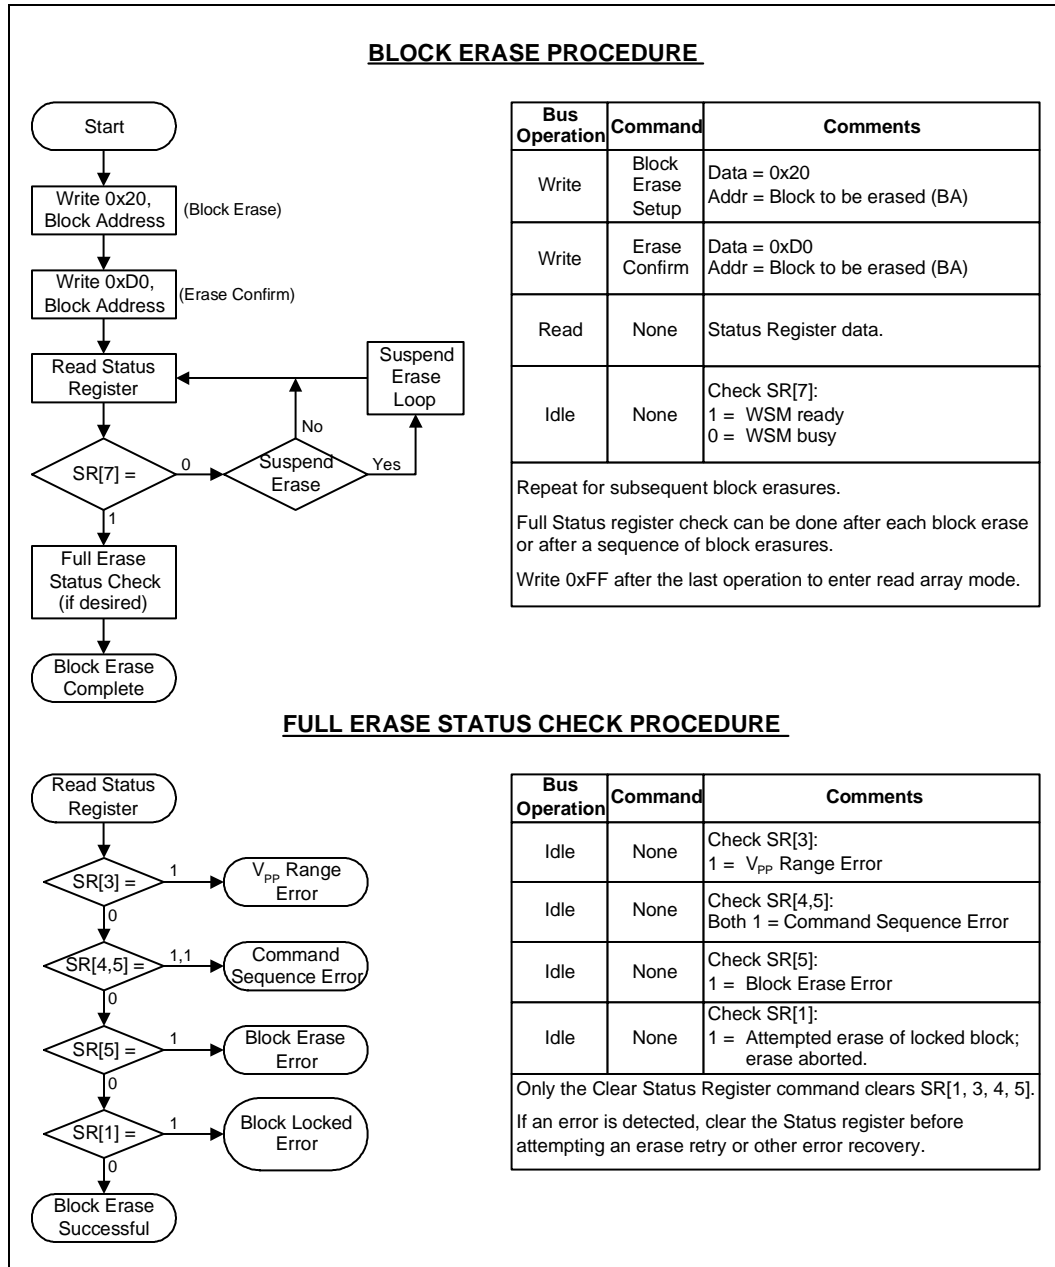 BLOCK ERASE PROCEDURE
Start
Write 0x20,
Block Address
(Block Erase)
Write 0xD0,
Block Address
(Erase Confirm)
Read Status
Register
Suspend
Erase
Loop
No
SR[7] =
0
Suspend
Erase
Yes
1
Full Erase
Status Check
(if desired)
Block Erase
Complete
Bus
Operation
Command
Comments
Write
Block
Erase
Setup
Data = 0x20
Addr = Block to be erased (BA)
Write
Erase
Confirm
Data = 0xD0
Addr = Block to be erased (BA)
Read
None
Status Register data.
Idle
None
Check SR[7]:
1 = WSM ready
0 = WSM busy
Repeat for subsequent block erasures.
Full Status register check can be done after each block erase
or after a sequence of block erasures.
Write 0xFF after the last operation to enter read array mode.
FULL ERASE STATUS CHECK PROCEDURE
Read Status
Register
SR[3] =
1
VPP Range
Error
0
SR[4,5] =
1,1
Command
Sequence Error
0
SR[5] =
1
Block Erase
Error
0
SR[1] =
1
Block Locked
Error
0
Block Erase
Successful
Bus
Operation
Command
Comments
Idle
None
Check SR[3]:
1 = VPP Range Error
Idle
None
Check SR[4,5]:
Both 1 = Command Sequence Error
Idle
None
Check SR[5]:
1 = Block Erase Error
Idle
None
Check SR[1]:
1 = Attempted erase of locked block;
erase aborted.
Only the Clear Status Register command clears SR[1, 3, 4, 5].
If an error is detected, clear the Status register before
attempting an erase retry or other error recovery.